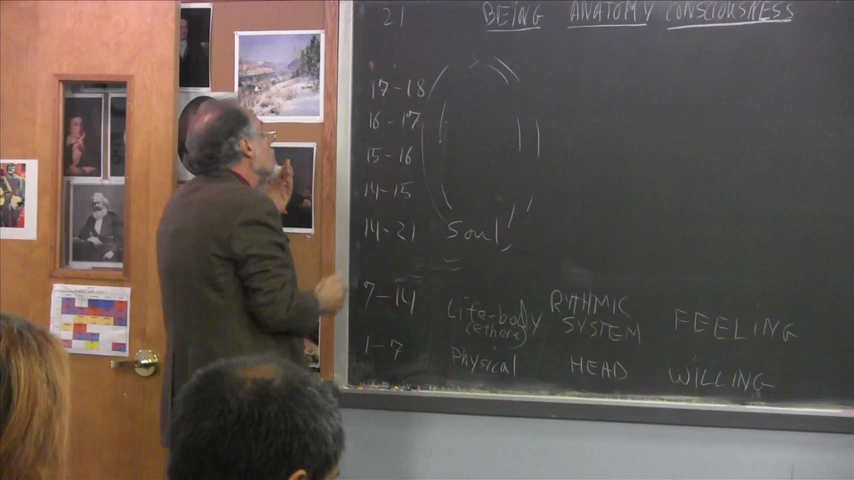 21 BEING ANATOMY CONSCIOUSNESS
17-18
16-17
15-16
14-15
14-21 Soul
7-14 Life-body (etheric) RYTHMIC SYSTEM FEELING
1-7 Physical HEAD WILLING